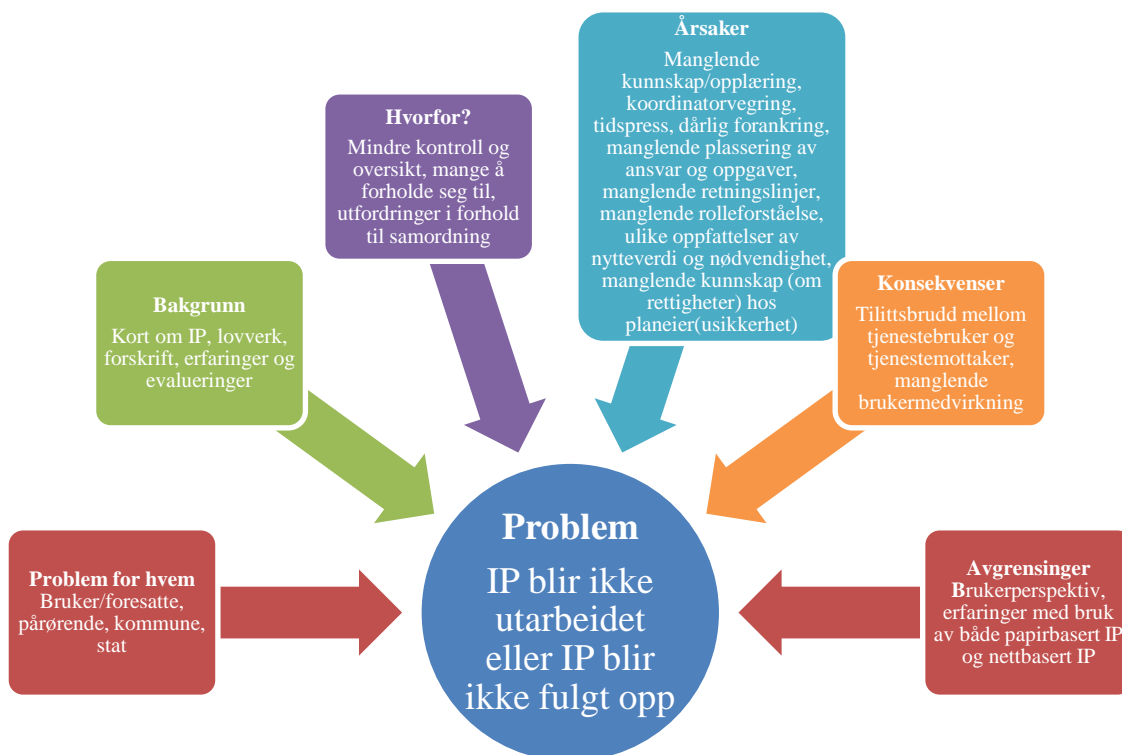 Årsaker
Manglende
kunnskap/opplæring,
koordinatorvegring,
tidspress, dårlig forankring,
manglende plassering av
ansvar og oppgaver,
manglende retningslinjer,
manglende rolleforståelse,
ulike oppfattelser av
nytteverdi og nødvendighet,
manglende kunnskap (om
rettigheter) hos
planeier(usikkerhet)
Hvorfor?
Mindre kontroll og
oversikt, mange å
forholde seg til,
utfordringer i forhold
til samordning
Bakgrunn
Kort om IP, lovverk,
forskrift, erfaringer og
evalueringer
Konsekvenser
Tilittsbrudd mellom
tjenestebruker og
tjenestemottaker,
manglende
brukermedvirkning
Problem for hvem
Bruker/foresatte,
pårørende, kommune,
stat
Problem
IP blir ikke
utarbeidet
eller IP blir
ikke fulgt opp
Avgrensinger
Brukerperspektiv,
erfaringer med bruk
av både papirbasert IP
og nettbasert IP